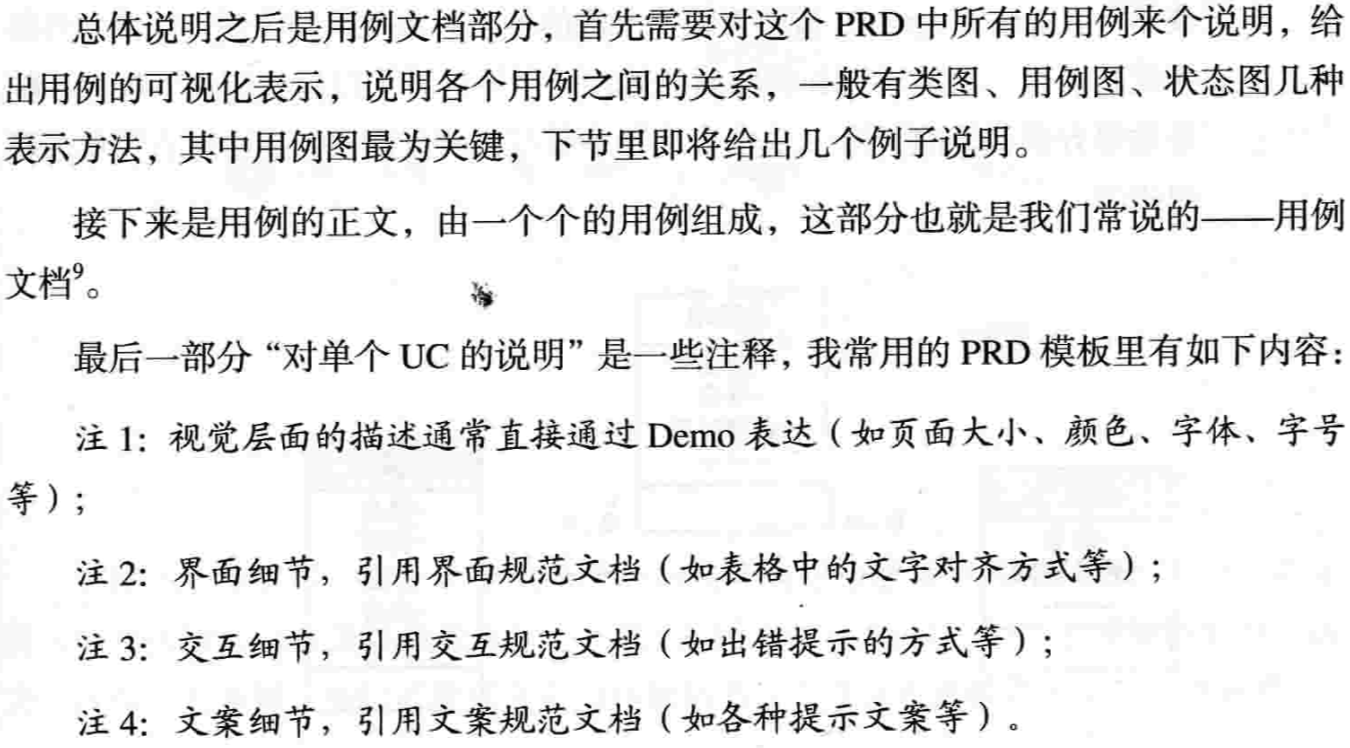 总体说明之后是用例文档部分，首先需要对这个 PRD 中所有的用例来个说明，给
出用例的可视化表示，说明各个用例之间的关系，一般有类图、用例图、状态图几种
表示方法，其中用例图最为关键，下节里即将给出几个例子说明。
接下来是用例的正文，由一个个的用例组成，这部分也就是我们常说的——用例
文档⁹。
最后一部分“对单个 UC 的说明”是一些注释，我常用的 PRD 模板里有如下内容：
注 1：视觉层面的描述通常直接通过 Demo 表达（如页面大小、颜色、字体、字号
等）；
注 2：界面细节，引用界面规范文档（如表格中的文字对齐方式等）；
注 3：交互细节，引用交互规范文档（如出错提示的方式等）；
注 4：文案细节，引用文案规范文档（如各种提示文案等）。